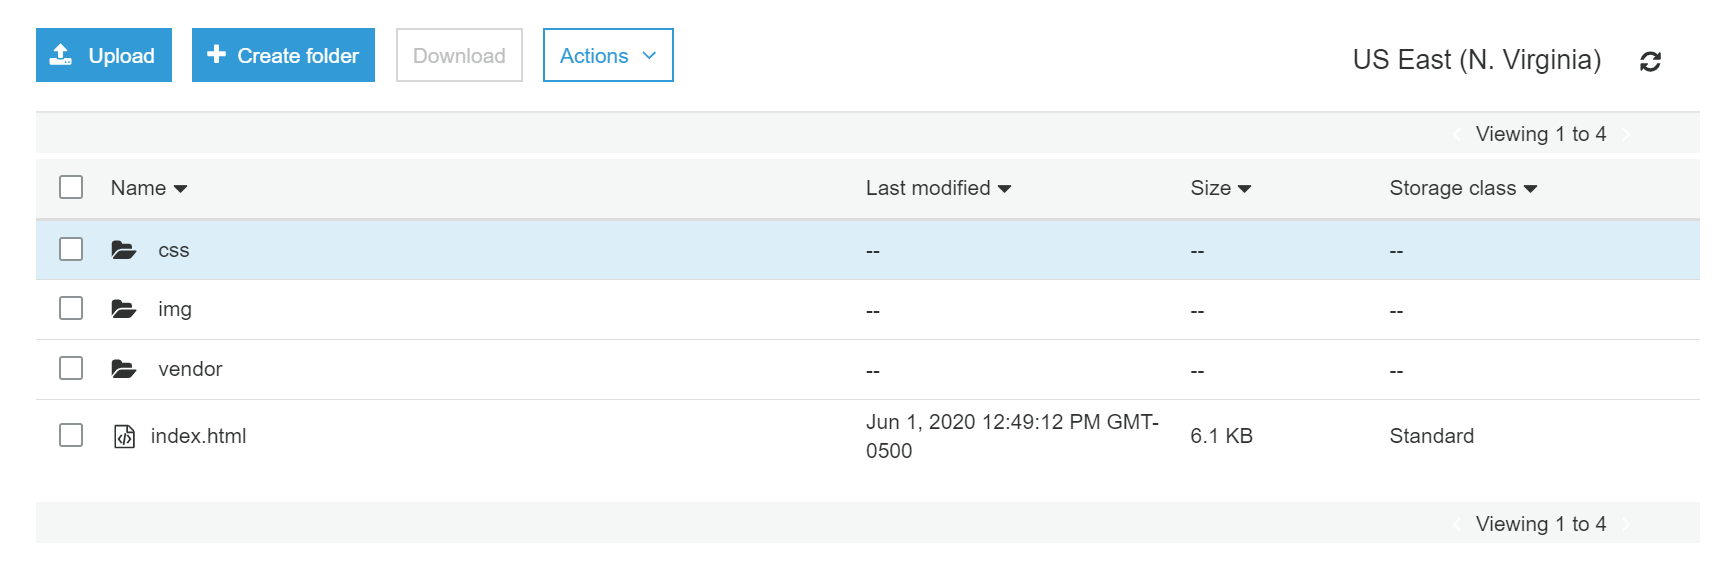 Upload Create folder Download Actions US East (N. Virginia)
Viewing 1 to 4
Name Last modified Size Storage class
css -- -- --
img -- -- --
vendor -- -- --
index.html Jun 1, 2020 12:49:12 PM GMT-
0500 6.1 KB Standard
Viewing 1 to 4